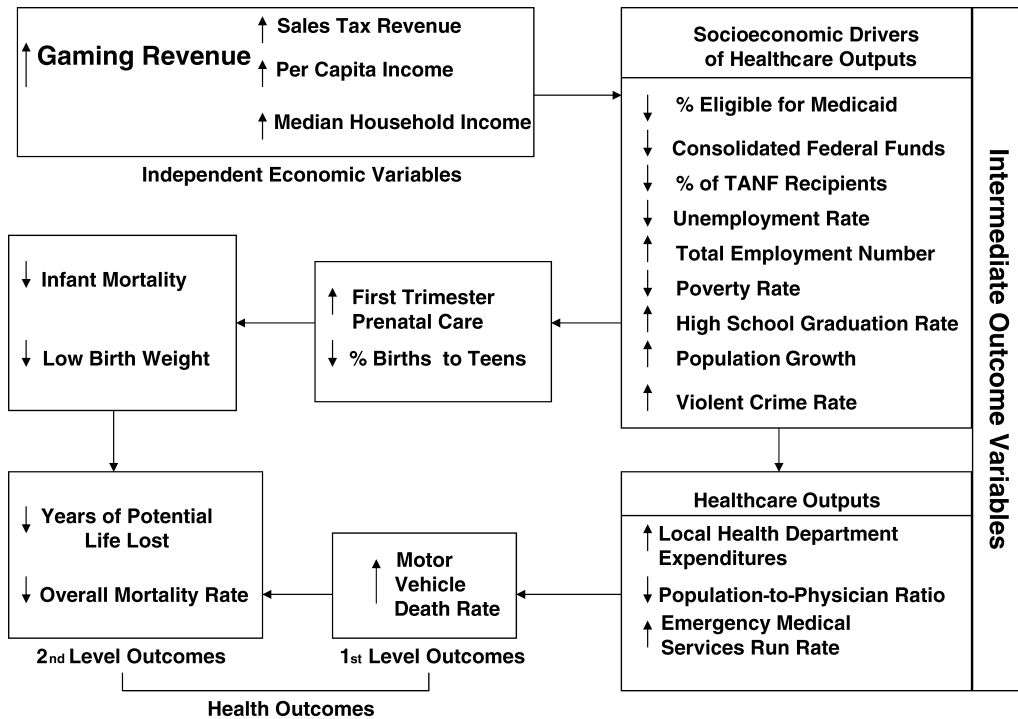 Gaming Revenue
Sales Tax Revenue
Per Capita Income
Median Household Income
Independent Economic Variables
Socioeconomic Drivers
of Healthcare Outputs
% Eligible for Medicaid
Consolidated Federal Funds
% of TANF Recipients
Unemployment Rate
Total Employment Number
Poverty Rate
High School Graduation Rate
Population Growth
Violent Crime Rate
Intermediate Outcome Variables
Infant Mortality
Low Birth Weight
First Trimester
Prenatal Care
% Births to Teens
Years of Potential
Life Lost
Overall Mortality Rate
2nd Level Outcomes
Motor
Vehicle
Death Rate
1st Level Outcomes
Health Outcomes
Healthcare Outputs
Local Health Department
Expenditures
Population-to-Physician Ratio
Emergency Medical
Services Run Rate